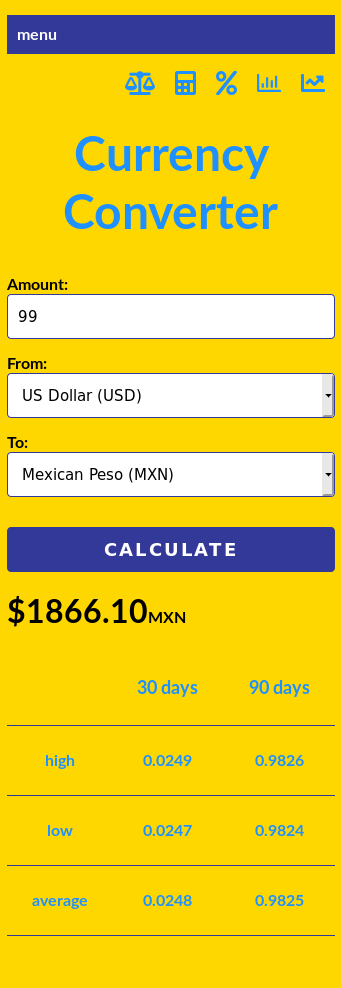 menu
Currency
Converter
Amount:
99
From:
US Dollar (USD)
To:
Mexican Peso (MXN)
CALCULATE
$1866.10MXN
30 days 90 days
high 0.0249 0.9826
low 0.0247 0.9824
average 0.0248 0.9825